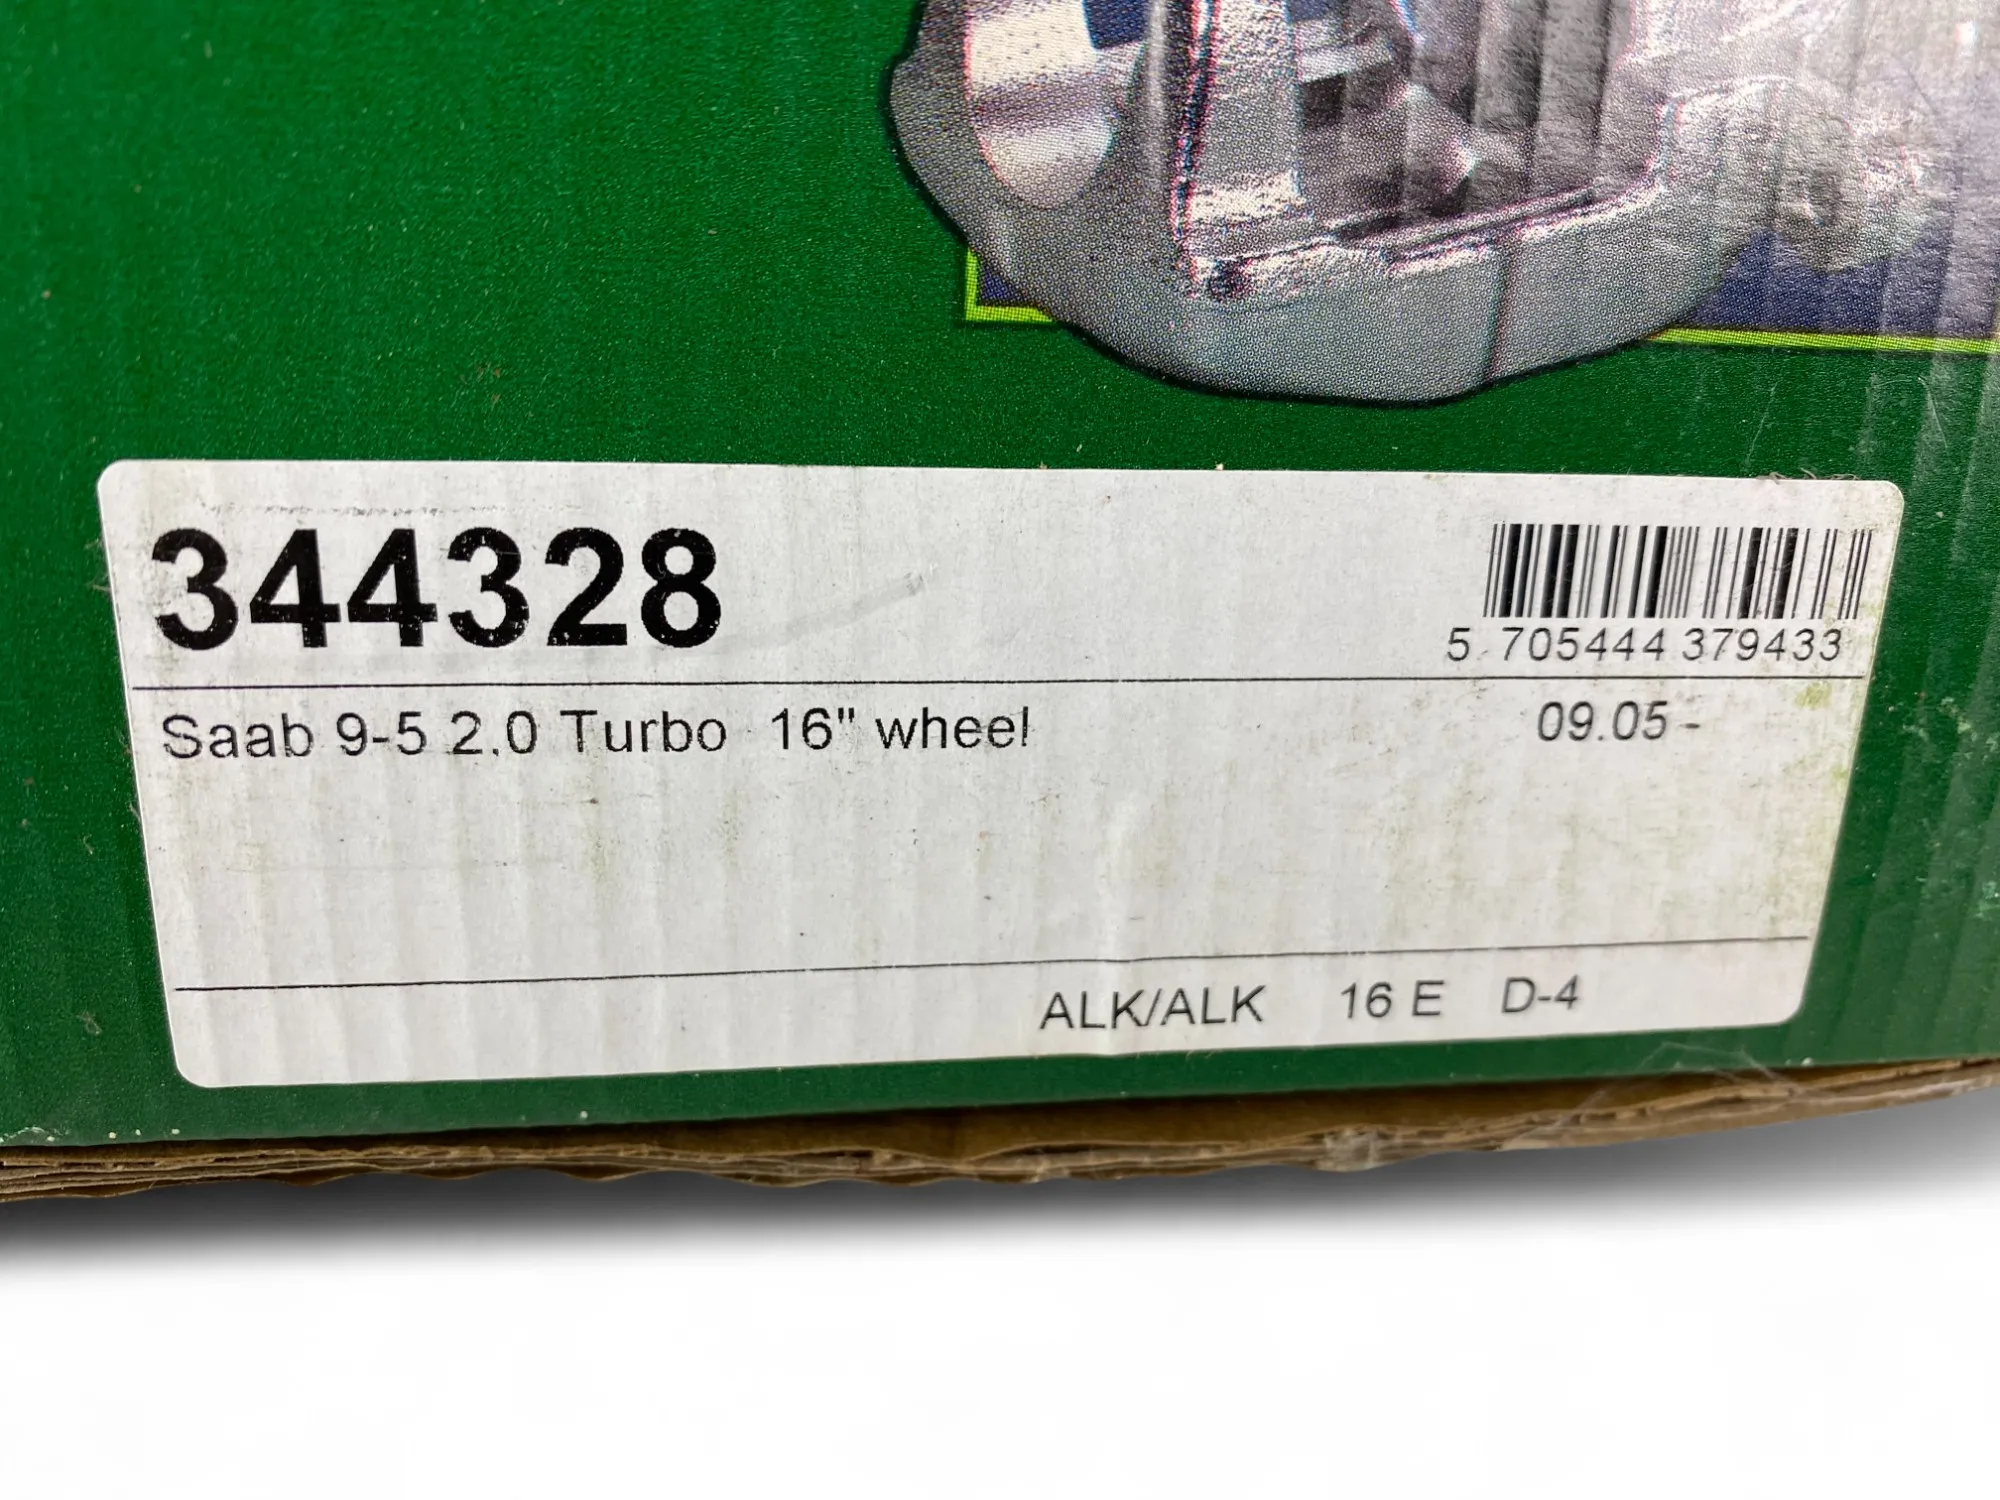 344328
5 705444 379433
Saab 9-5 2.0 Turbo 16" wheel 09.05 -
ALK/ALK 16 E D-4